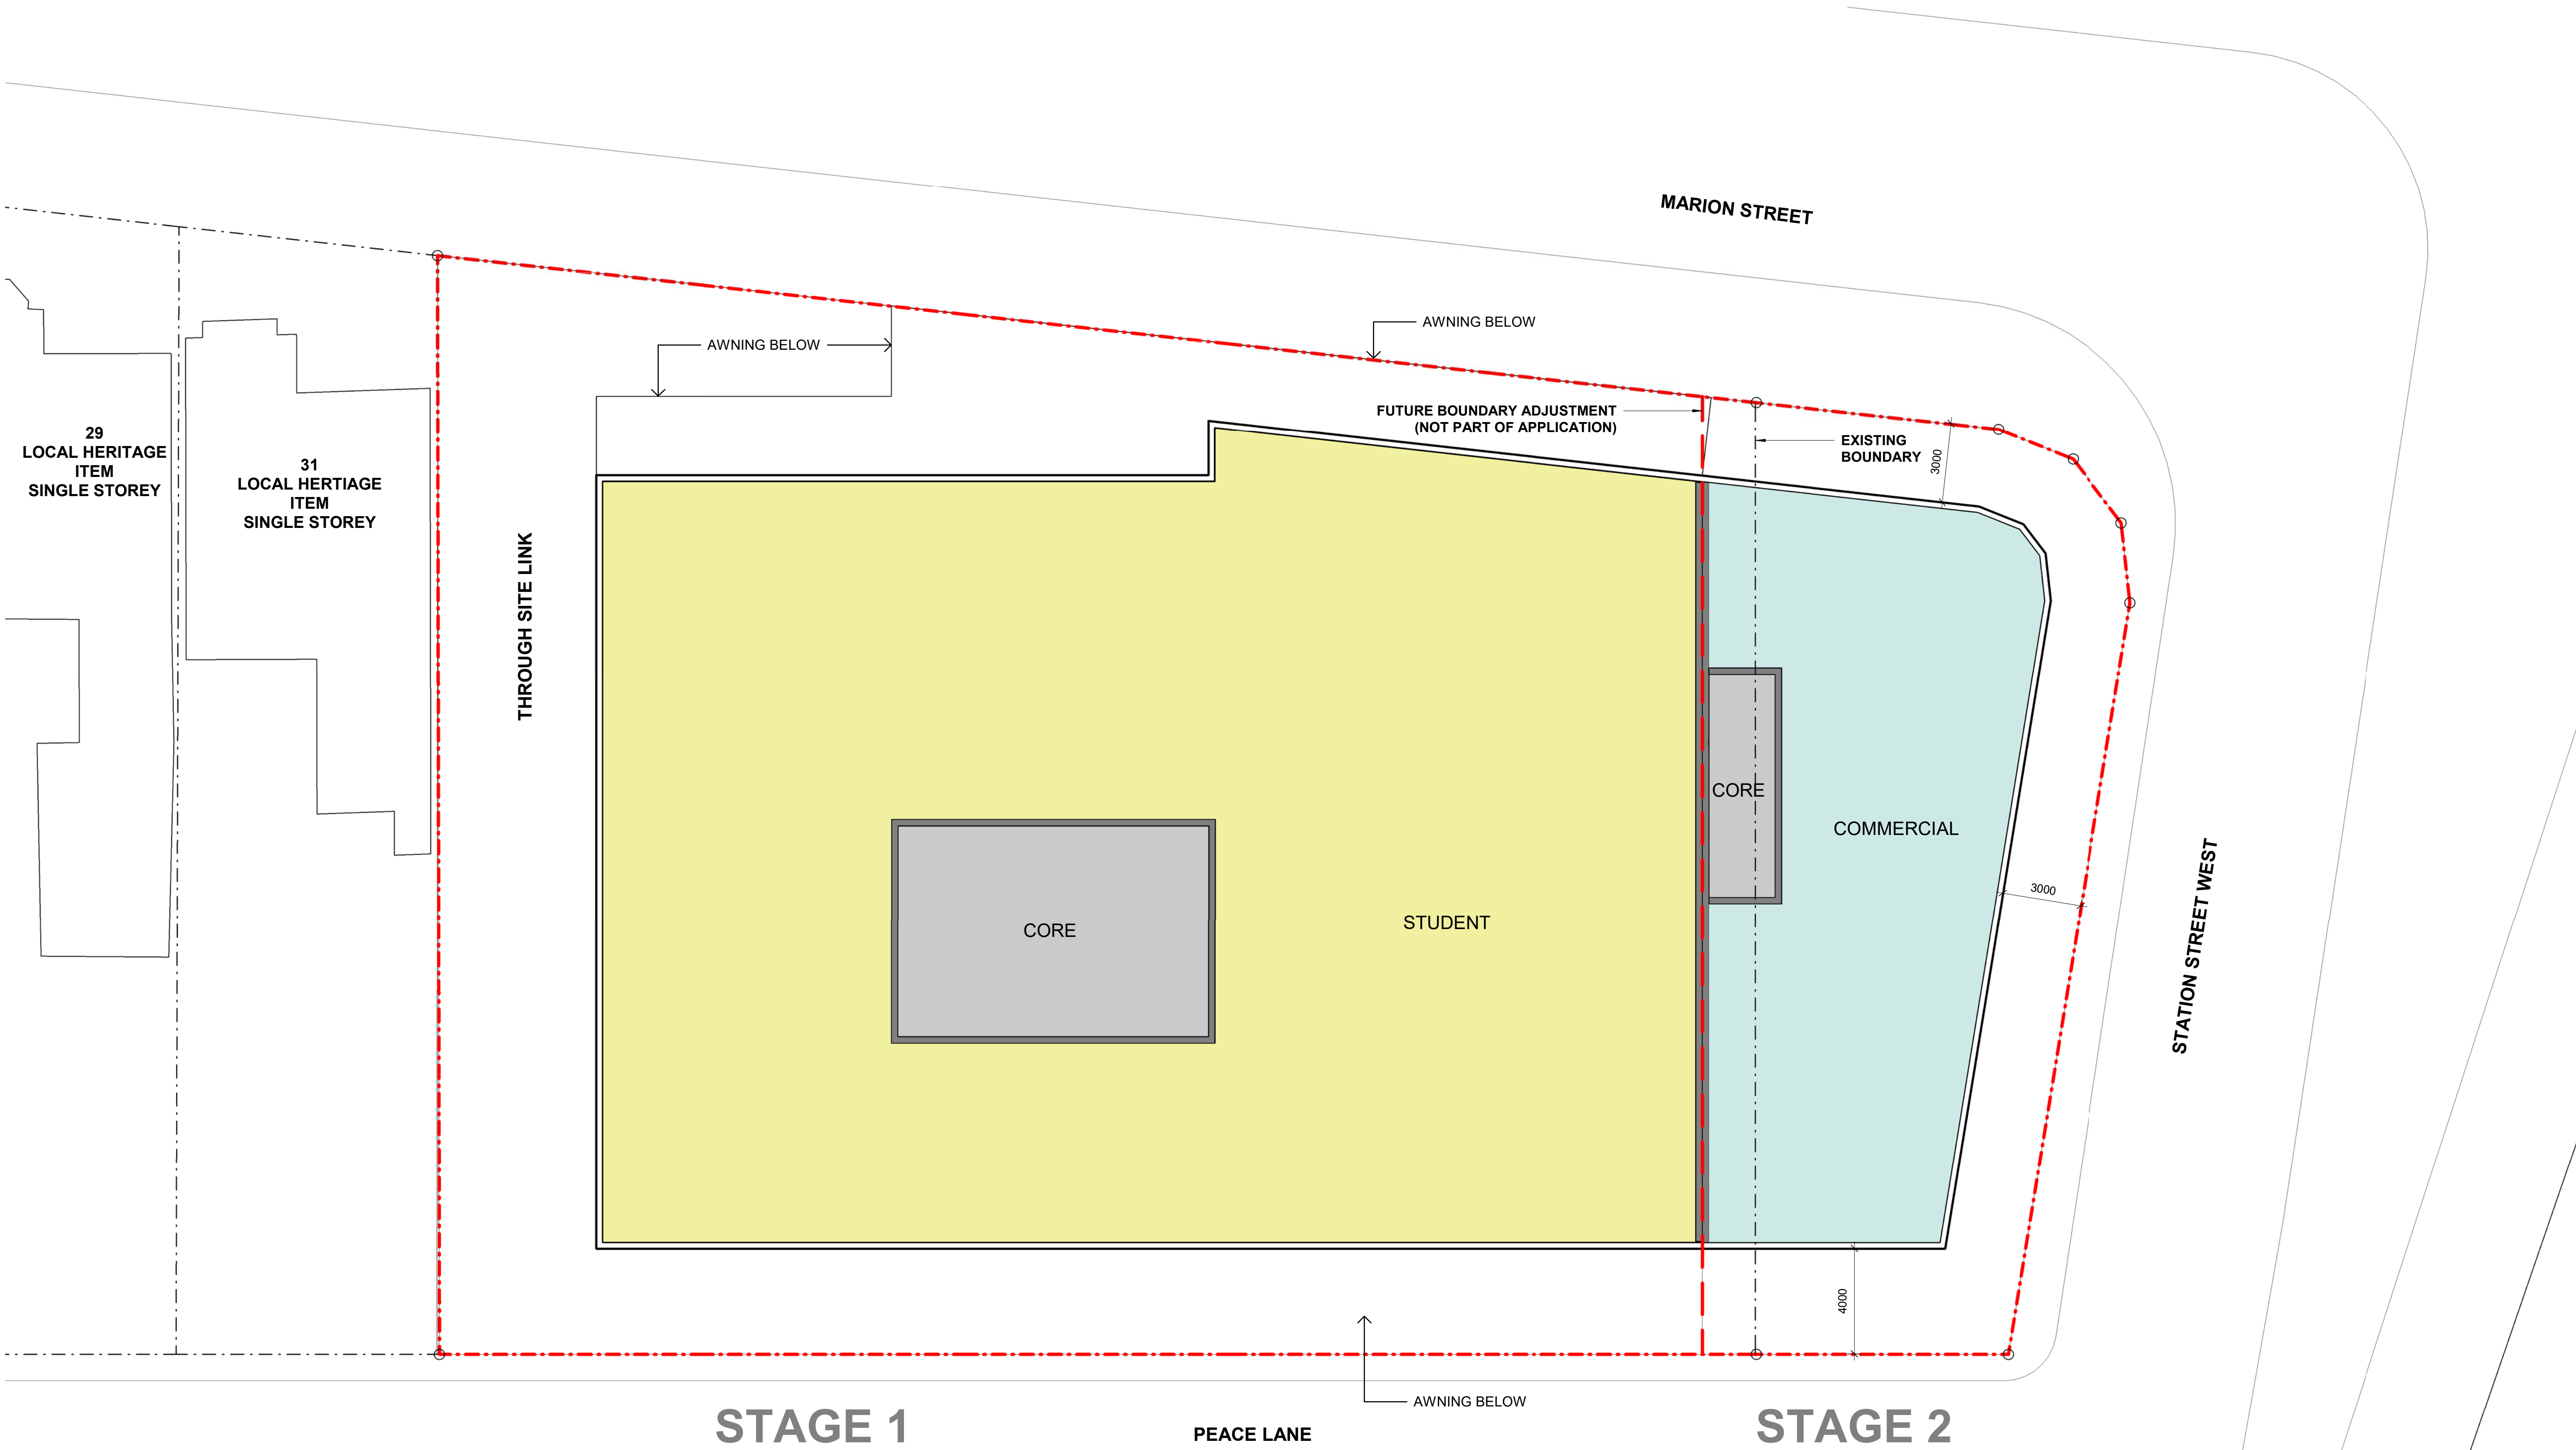 MARION STREET
AWNING BELOW
AWNING BELOW
FUTURE BOUNDARY ADJUSTMENT
(NOT PART OF APPLICATION)
EXISTING
BOUNDARY
3000
29
LOCAL HERITAGE
ITEM
SINGLE STOREY
31
LOCAL HERTIAGE
ITEM
SINGLE STOREY
THROUGH SITE LINK
CORE
COMMERCIAL
3000
STUDENT
CORE
STATION STREET WEST
4000
AWNING BELOW
STAGE 1
PEACE LANE
STAGE 2